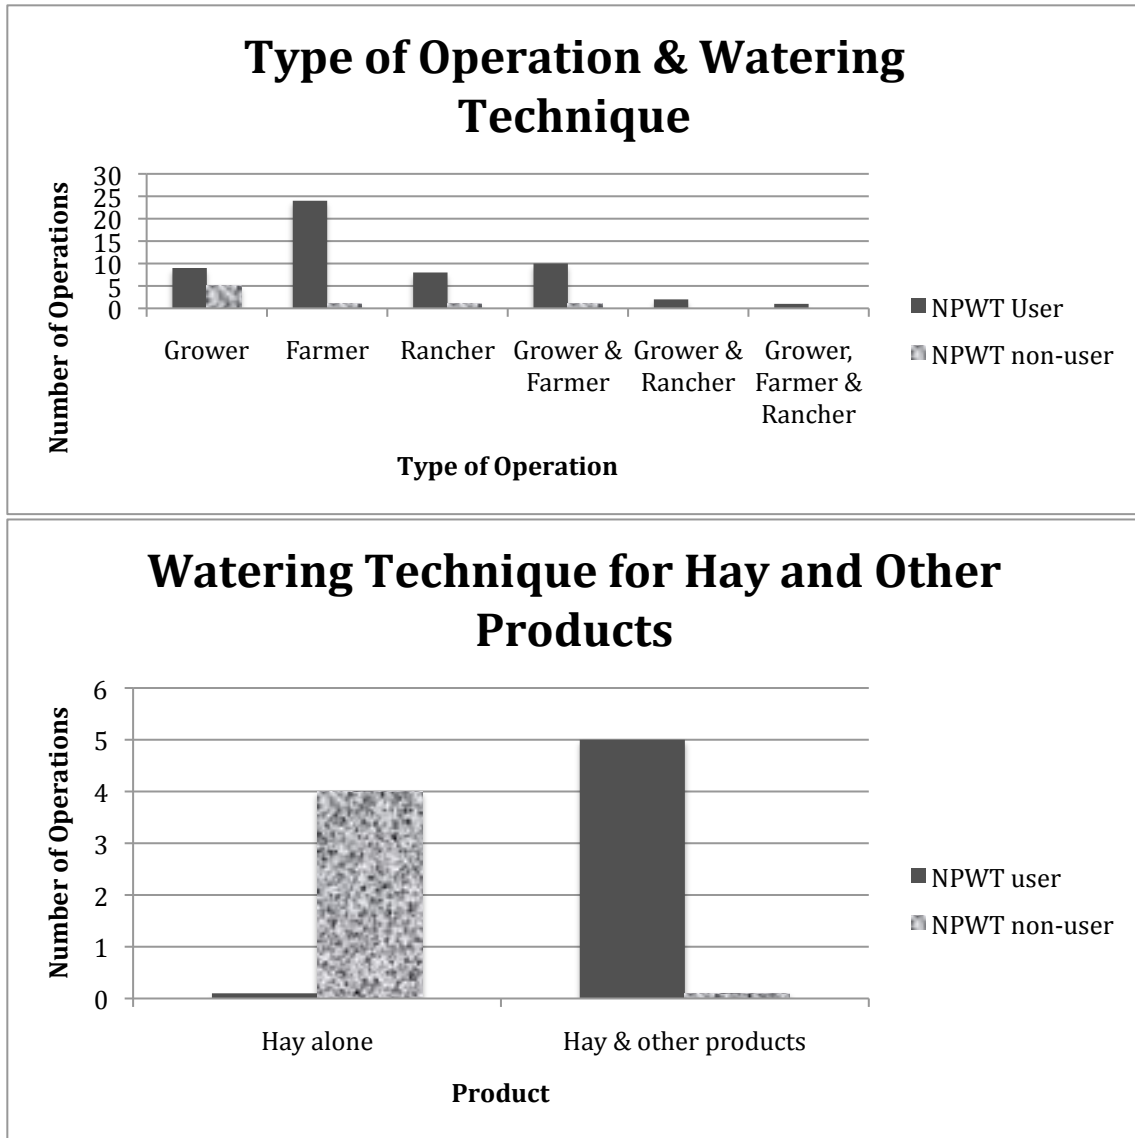 Type of Operation & Watering
Technique
Number of Operations
30
25
20
15
10
5
0
Grower
Farmer
Rancher
Grower &
Farmer
Grower &
Rancher
Grower,
Farmer &
Rancher
Type of Operation
NPWT User
NPWT non-user
Watering Technique for Hay and Other
Products
Number of Operations
6
5
4
3
2
1
0
Hay alone
Hay & other products
Product
NPWT user
NPWT non-user